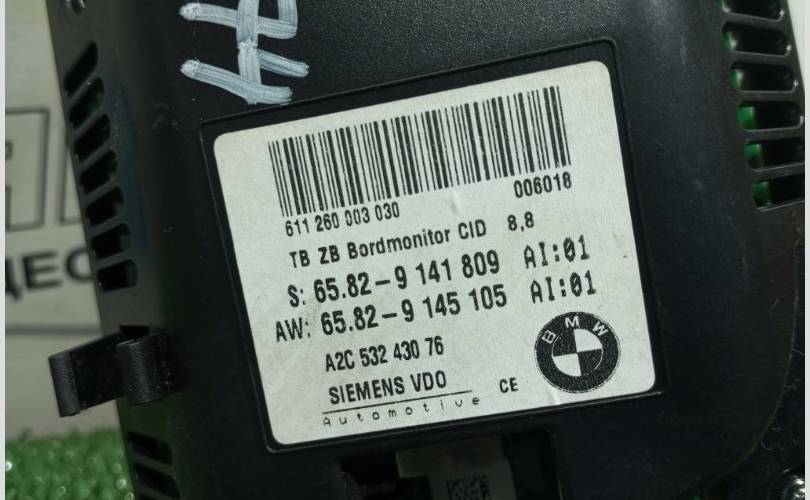 611 260 003 030
006018
TB ZB Bordmonitor CID 8,8
S: 65.82-9 141 809 AI:01
AW: 65.82-9 145 105 AI:01
A2C 532 430 76
SIEMENS VDO
CE
Automotive
BMW